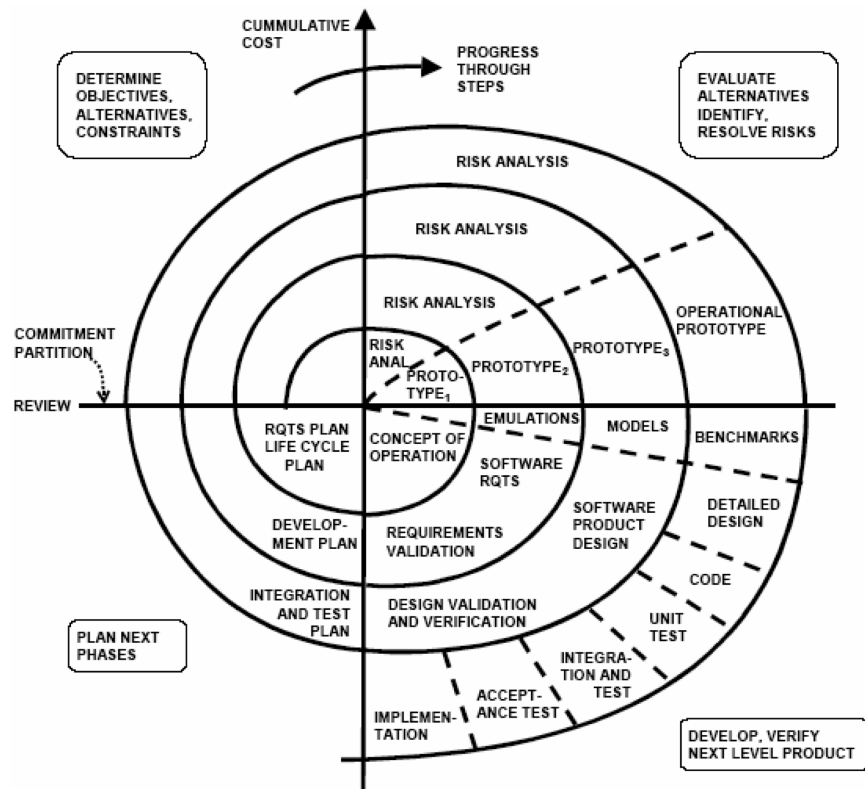 CUMMULATIVE
COST
PROGRESS
THROUGH
STEPS
DETERMINE
OBJECTIVES,
ALTERNATIVES,
CONSTRAINTS
EVALUATE
ALTERNATIVES
IDENTIFY,
RESOLVE RISKS
RISK ANALYSIS
RISK ANALYSIS
RISK ANALYSIS
RISK
ANAL
OPERATIONAL
PROTOTYPE
COMMITMENT
PARTITION
PROTO-
TYPE1
PROTOTYPE2
PROTOTYPE3
REVIEW
EMULATIONS
MODELS
BENCHMARKS
RQTS PLAN
LIFE CYCLE
PLAN
CONCEPT OF
OPERATION
SOFTWARE
RQTS
SOFTWARE
PRODUCT
DESIGN
DETAILED
DESIGN
DEVELOP-
MENT PLAN
REQUIREMENTS
VALIDATION
CODE
INTEGRATION
AND TEST
PLAN
DESIGN VALIDATION
AND VERIFICATION
UNIT
TEST
PLAN NEXT
PHASES
INTEGRA-
TION AND
TEST
ACCEPT-
ANCE TEST
IMPLEMEN-
TATION
DEVELOP, VERIFY
NEXT LEVEL PRODUCT